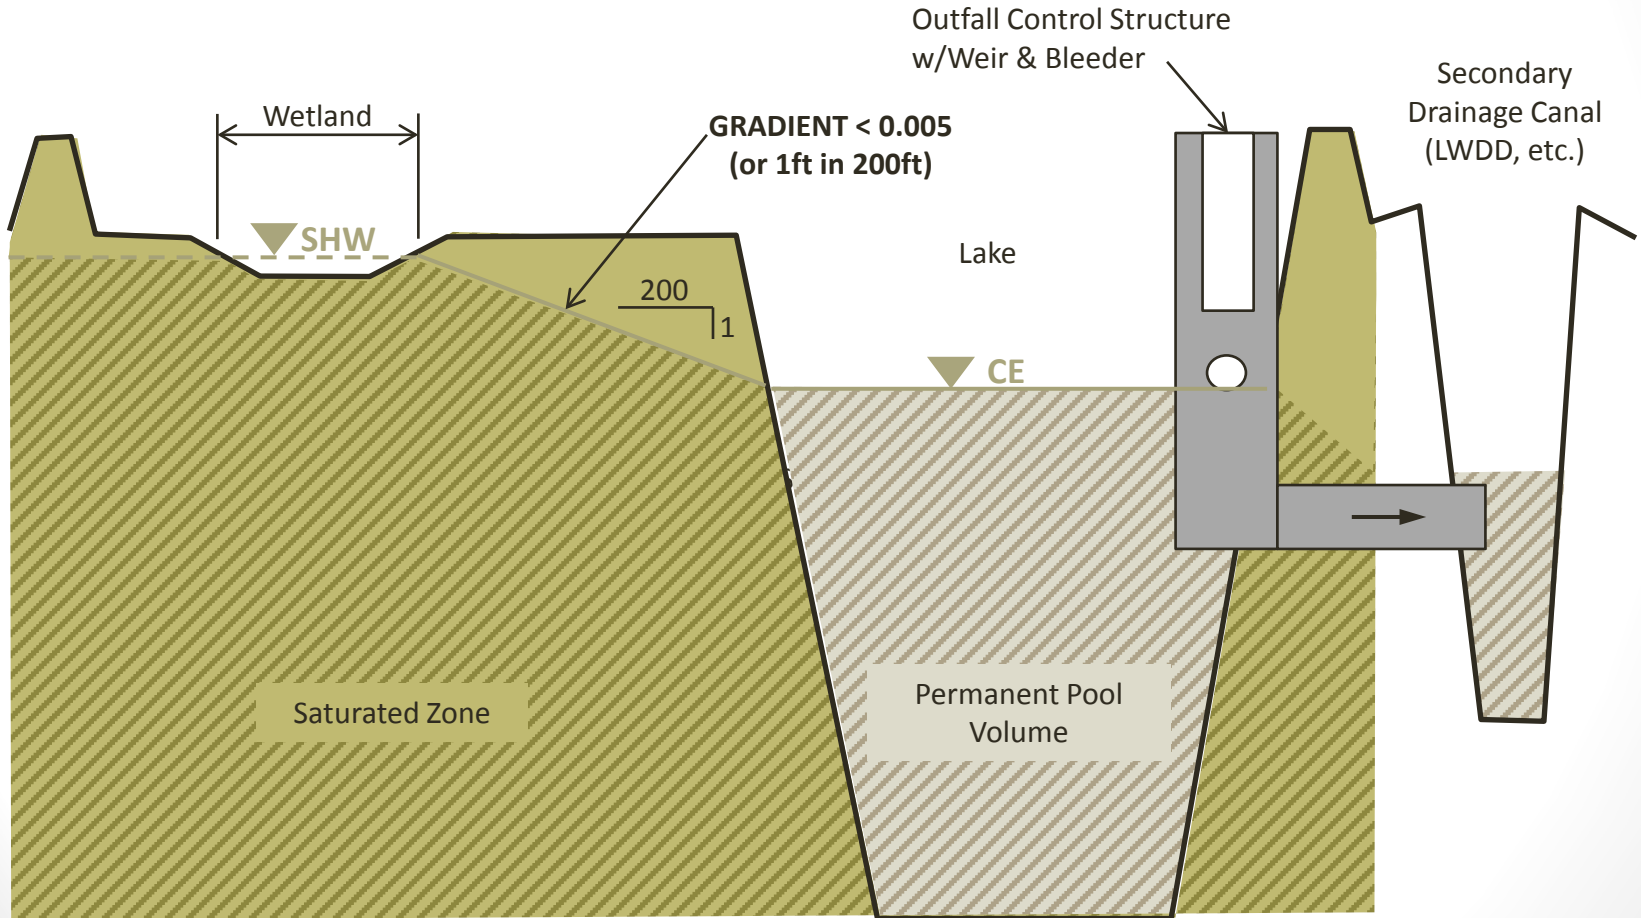 Outfall Control Structure
w/Weir & Bleeder
Secondary
Drainage Canal
(LWDD, etc.)
Wetland
GRADIENT < 0.005
(or 1ft in 200ft)
SHW
Lake
200
1
CE
Saturated Zone
Permanent Pool
Volume